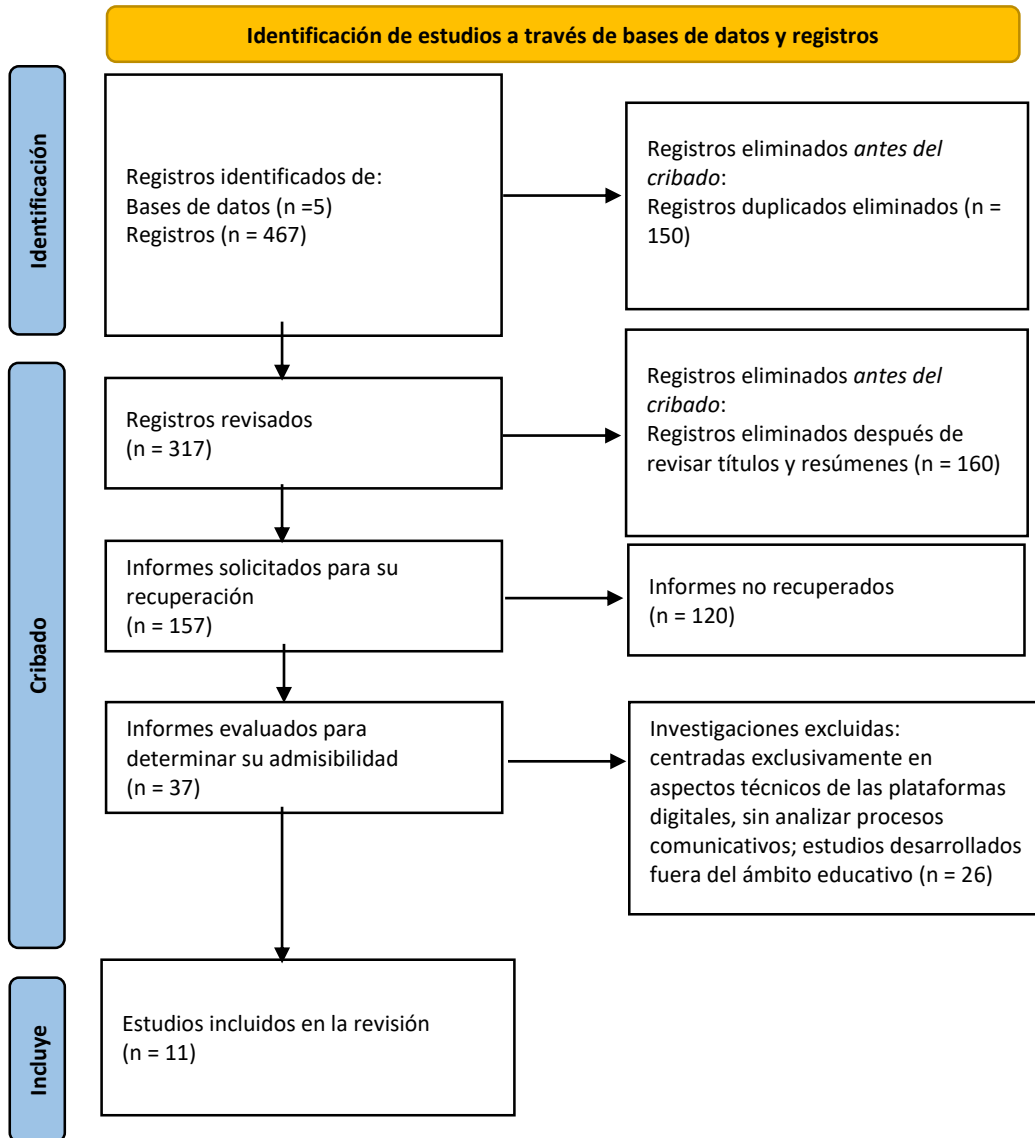 Identificación de estudios a través de bases de datos y registros
Identificación
Registros identificados de:
Bases de datos (n =5)
Registros (n = 467)
Registros eliminados antes del
cribado:
Registros duplicados eliminados (n =
150)
Cribado
Registros revisados
(n = 317)
Registros eliminados antes del
cribado:
Registros eliminados después de
revisar títulos y resúmenes (n = 160)
Informes solicitados para su
recuperación
(n = 157)
Informes no recuperados
(n = 120)
Informes evaluados para
determinar su admisibilidad
(n = 37)
Investigaciones excluidas:
centradas exclusivamente en
aspectos técnicos de las plataformas
digitales, sin analizar procesos
comunicativos; estudios desarrollados
fuera del ámbito educativo (n = 26)
Incluye
Estudios incluidos en la revisión
(n = 11)